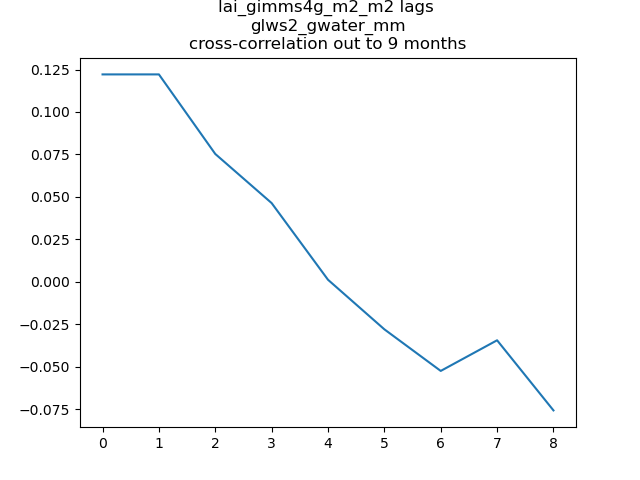 lai_gimms4g_m2_m2 lags
glws2_gwater_mm
cross-correlation out to 9 months
0.125
0.100
0.075
0.050
0.025
0.000
−0.025
−0.050
−0.075
0 1 2 3 4 5 6 7 8